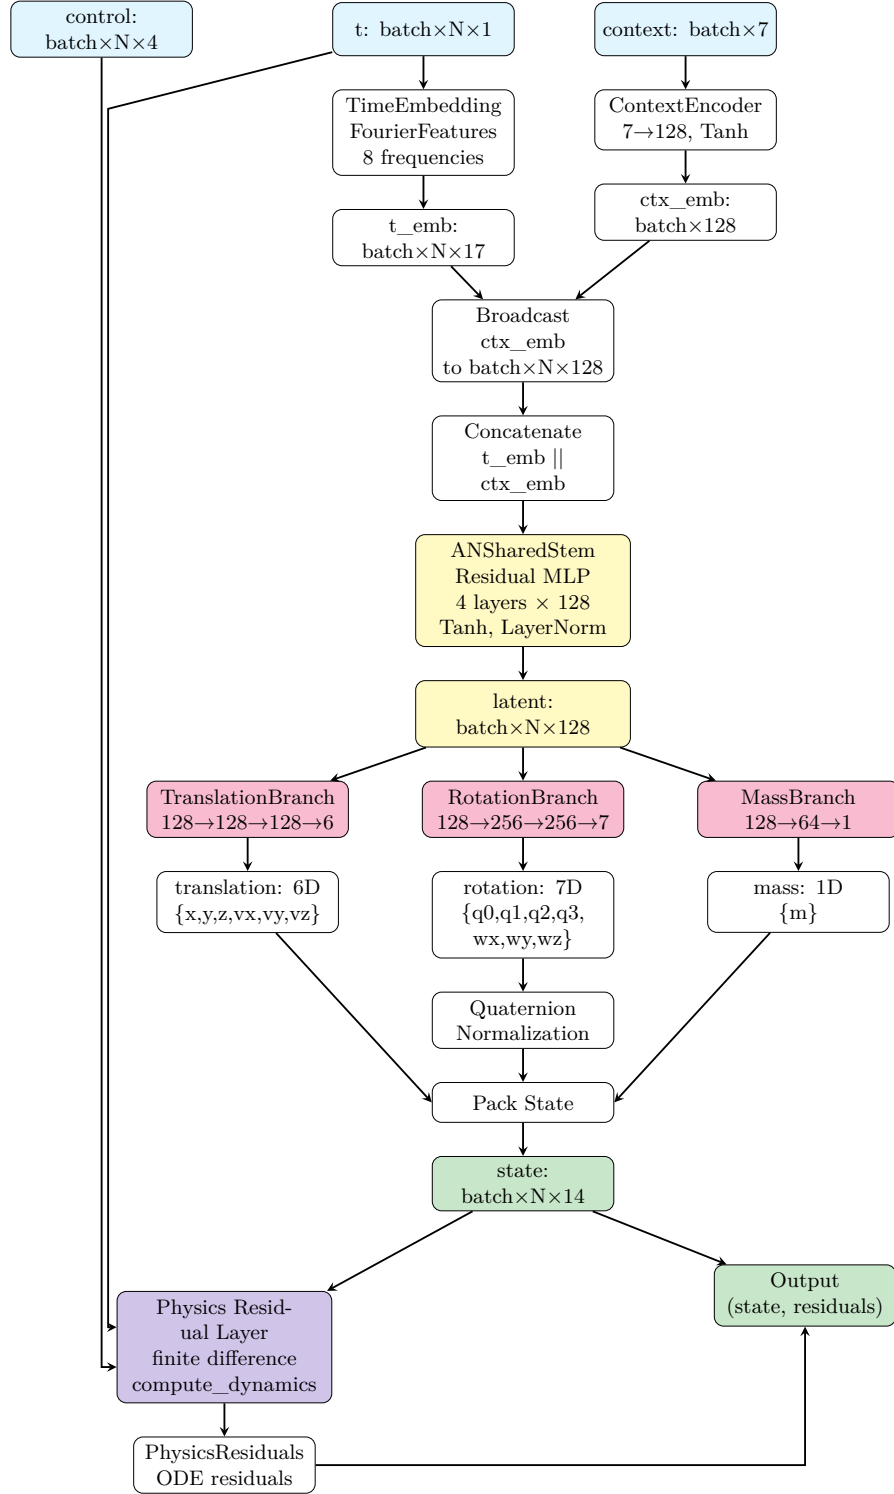 control:
batch×N×4
t: batch×N×1
context: batch×7
TimeEmbedding
FourierFeatures
8 frequencies
ContextEncoder
7→128, Tanh
t_emb:
batch×N×17
ctx_emb:
batch×128
Broadcast
ctx_emb
to batch×N×128
Concatenate
t_emb ||
ctx_emb
ANSharedStem
Residual MLP
4 layers × 128
Tanh, LayerNorm
latent:
batch×N×128
TranslationBranch
128→128→128→6
RotationBranch
128→256→256→7
MassBranch
128→64→1
translation: 6D
{x,y,z,vx,vy,vz}
rotation: 7D
{q0,q1,q2,q3,
wx,wy,wz}
mass: 1D
{m}
Quaternion
Normalization
Pack State
state:
batch×N×14
Output
(state, residuals)
Physics Resid-
ual Layer
finite difference
compute_dynamics
PhysicsResiduals
ODE residuals